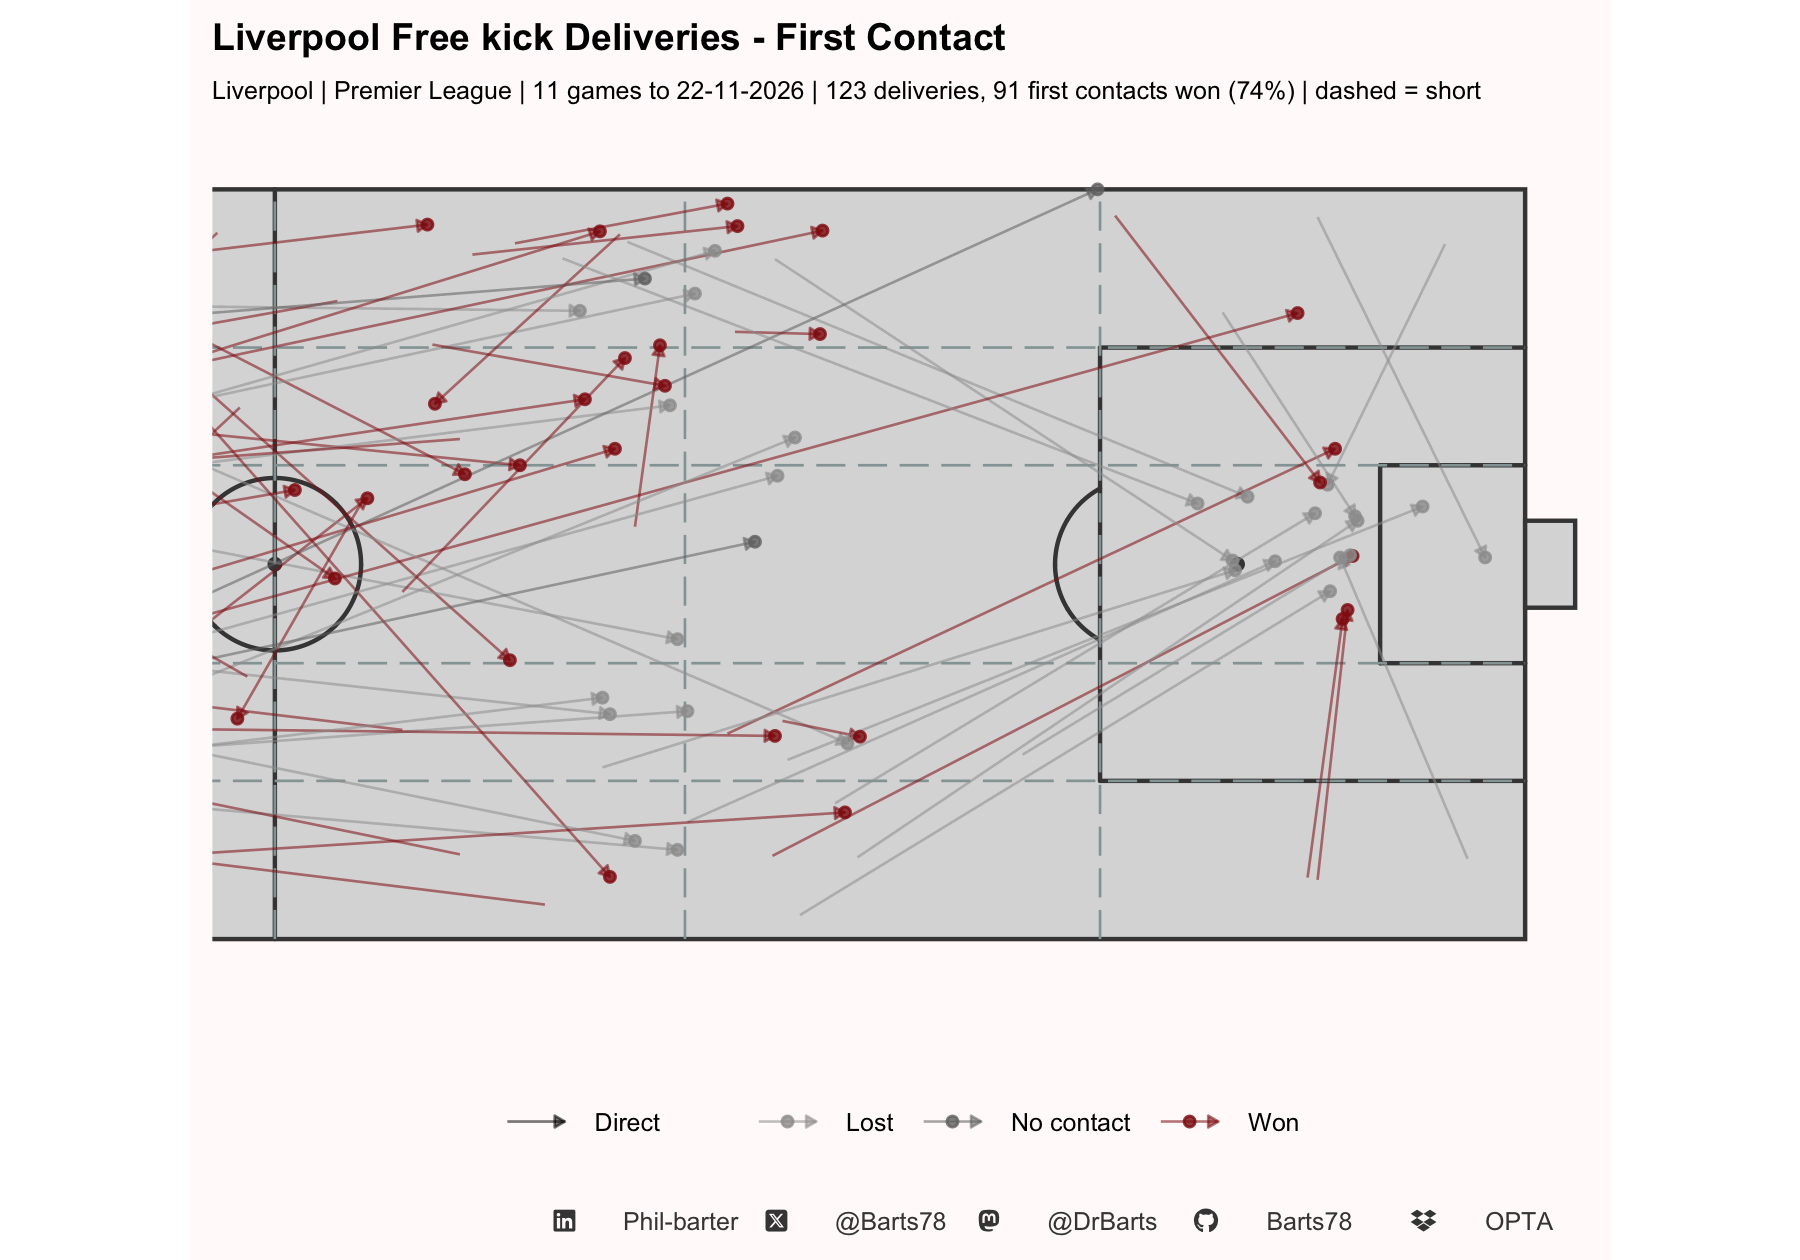 Liverpool Free kick Deliveries - First Contact
Liverpool | Premier League | 11 games to 22-11-2026 | 123 deliveries, 91 first contacts won (74%) | dashed = short
Direct Lost No contact Won
Phil-barter @Barts78 @DrBarts Barts78 OPTA